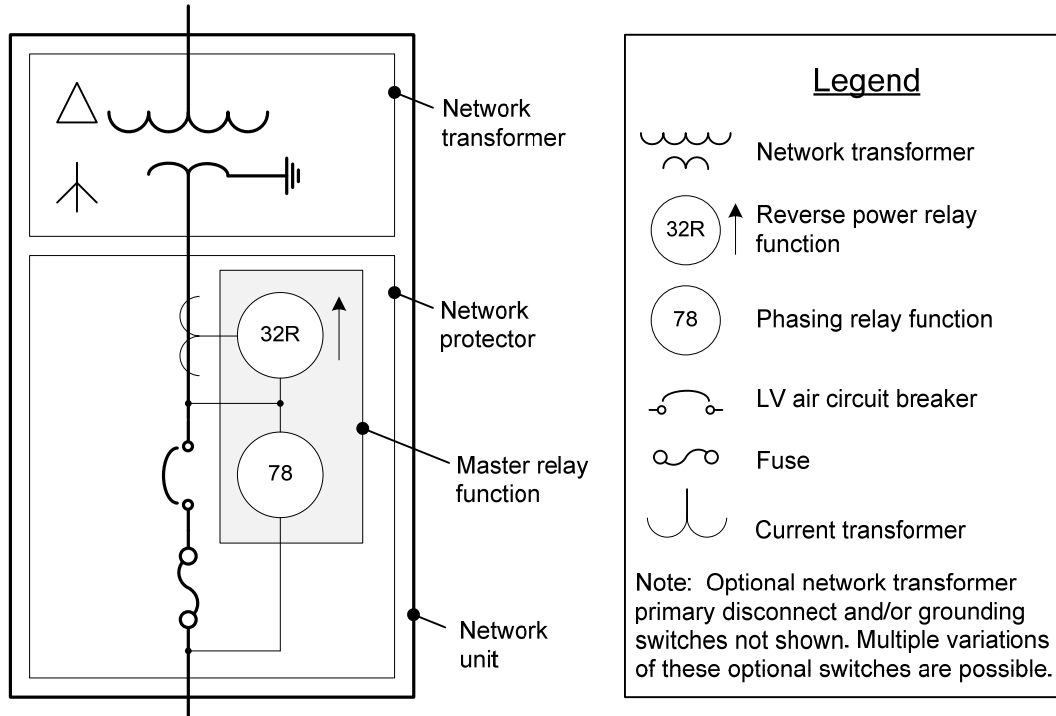 Network
transformer
32R
Network
protector
78
Master relay
function
Network
unit
Legend
Network transformer
32R
Reverse power relay
function
78
Phasing relay function
LV air circuit breaker
Fuse
Current transformer
Note: Optional network transformer
primary disconnect and/or grounding
switches not shown. Multiple variations
of these optional switches are possible.